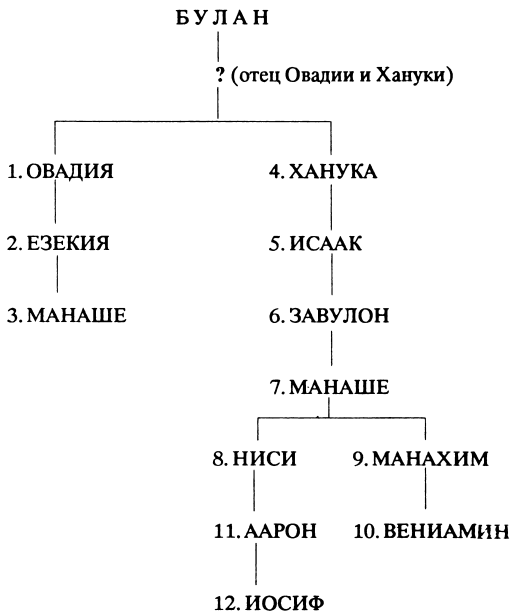 БУЛАН
? (отец Овадии и Хануки)
1. ОВАДИЯ
4. ХАНУКА
2. ЕЗЕКИЯ
5. ИСААК
3. МАНАШЕ
6. ЗАВУЛОН
7. МАНАШЕ
8. НИСИ
9. МАНАХИМ
11. ААРОН
10. ВЕНИАМИН
12. ИОСИФ